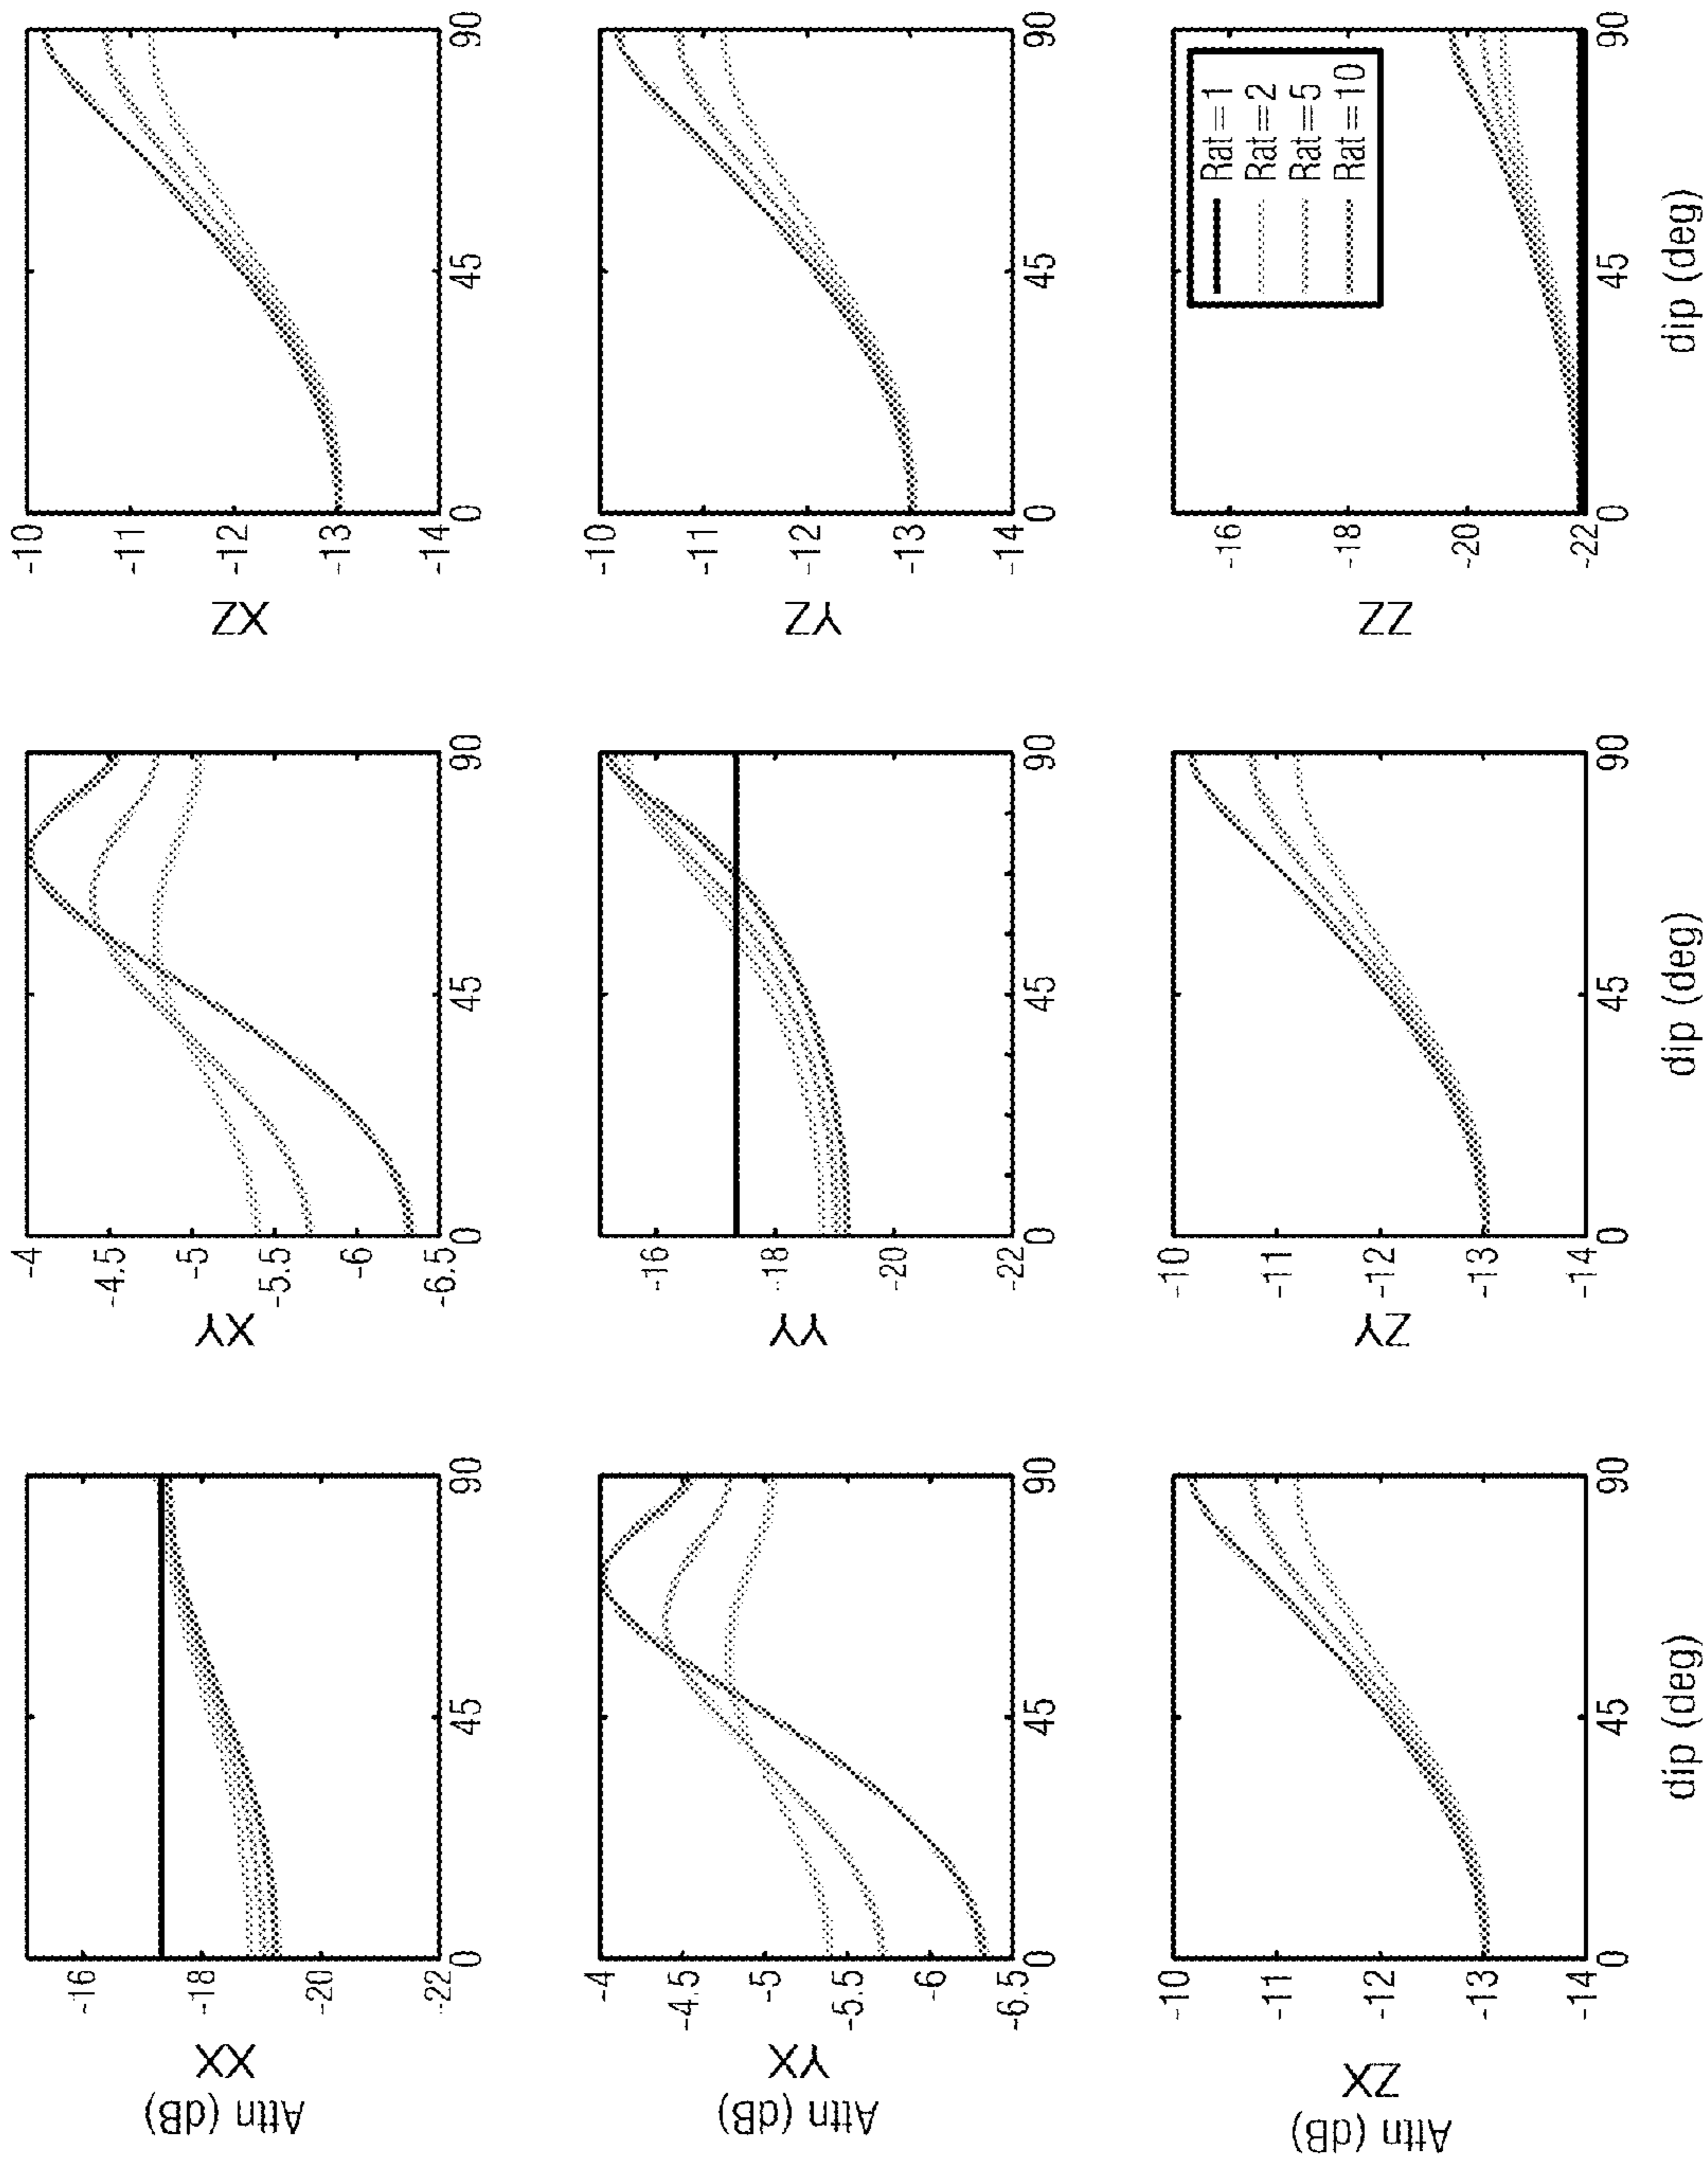 Attn (dB)
XX
-16
-18
-20
-22
0 45 90
XY
-4
-4.5
-5
-5.5
-6
-6.5
0 45 90
XZ
-10
-11
-12
-13
-14
0 45 90
Attn (dB)
YX
-4
-4.5
-5
-5.5
-6
-6.5
0 45 90
YY
-16
-18
-20
-22
0 45 90
YZ
-10
-11
-12
-13
-14
0 45 90
Attn (dB)
ZX
-10
-11
-12
-13
-14
0 45 90
dip (deg)
ZY
-10
-11
-12
-13
-14
0 45 90
dip (deg)
ZZ
-16
-18
-20
-22
Rat=1
Rat=2
Rat=5
Rat=10
0 45 90
dip (deg)